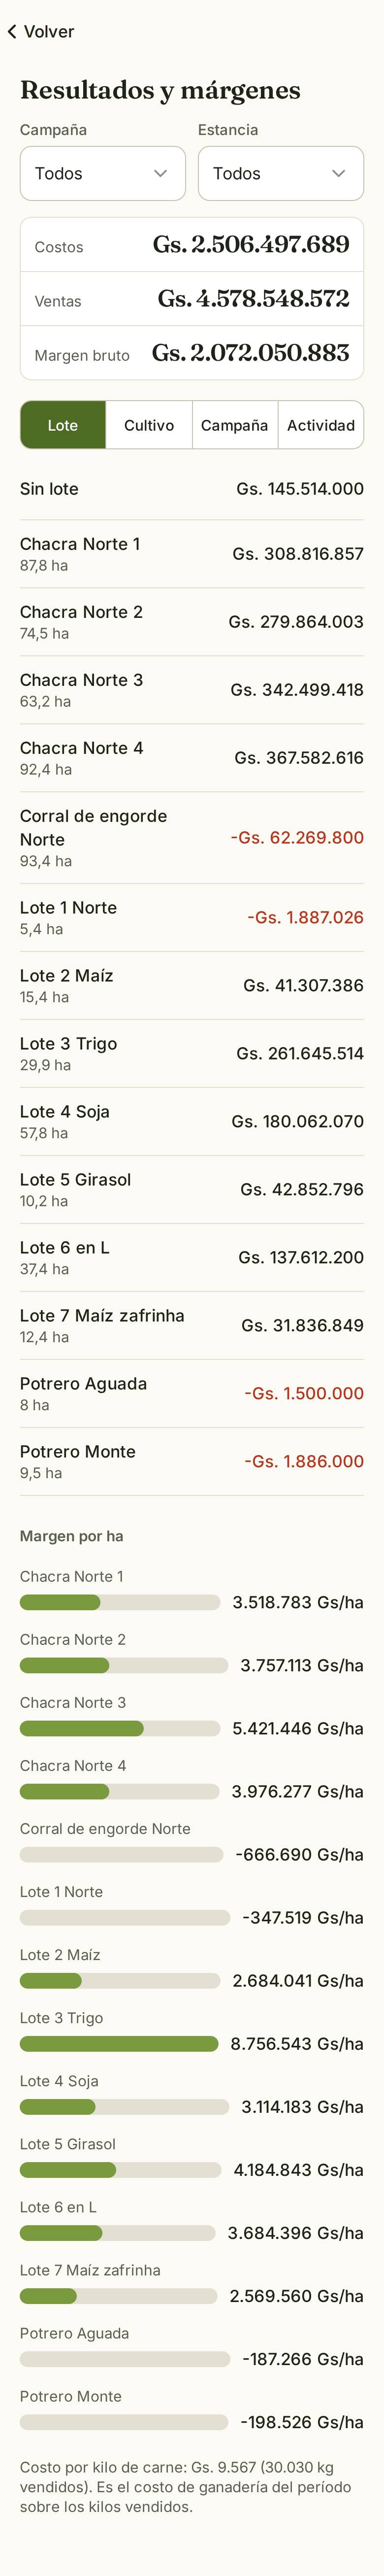 Volver
Resultados y márgenes
Campaña
Estancia
Todos
Todos
Costos Gs. 2.506.497.689
Ventas Gs. 4.578.548.572
Margen bruto Gs. 2.072.050.883
Lote Cultivo Campaña Actividad
Sin lote Gs. 145.514.000
Chacra Norte 1
87,8 ha
Gs. 308.816.857
Chacra Norte 2
74,5 ha
Gs. 279.864.003
Chacra Norte 3
63,2 ha
Gs. 342.499.418
Chacra Norte 4
92,4 ha
Gs. 367.582.616
Corral de engorde
Norte
93,4 ha
-Gs. 62.269.800
Lote 1 Norte
5,4 ha
-Gs. 1.887.026
Lote 2 Maíz
15,4 ha
Gs. 41.307.386
Lote 3 Trigo
29,9 ha
Gs. 261.645.514
Lote 4 Soja
57,8 ha
Gs. 180.062.070
Lote 5 Girasol
10,2 ha
Gs. 42.852.796
Lote 6 en L
37,4 ha
Gs. 137.612.200
Lote 7 Maíz zafrinha
12,4 ha
Gs. 31.836.849
Potrero Aguada
8 ha
-Gs. 1.500.000
Potrero Monte
9,5 ha
-Gs. 1.886.000
Margen por ha
Chacra Norte 1
3.518.783 Gs/ha
Chacra Norte 2
3.757.113 Gs/ha
Chacra Norte 3
5.421.446 Gs/ha
Chacra Norte 4
3.976.277 Gs/ha
Corral de engorde Norte
-666.690 Gs/ha
Lote 1 Norte
-347.519 Gs/ha
Lote 2 Maíz
2.684.041 Gs/ha
Lote 3 Trigo
8.756.543 Gs/ha
Lote 4 Soja
3.114.183 Gs/ha
Lote 5 Girasol
4.184.843 Gs/ha
Lote 6 en L
3.684.396 Gs/ha
Lote 7 Maíz zafrinha
2.569.560 Gs/ha
Potrero Aguada
-187.266 Gs/ha
Potrero Monte
-198.526 Gs/ha
Costo por kilo de carne: Gs. 9.567 (30.030 kg
vendidos). Es el costo de ganadería del período
sobre los kilos vendidos.